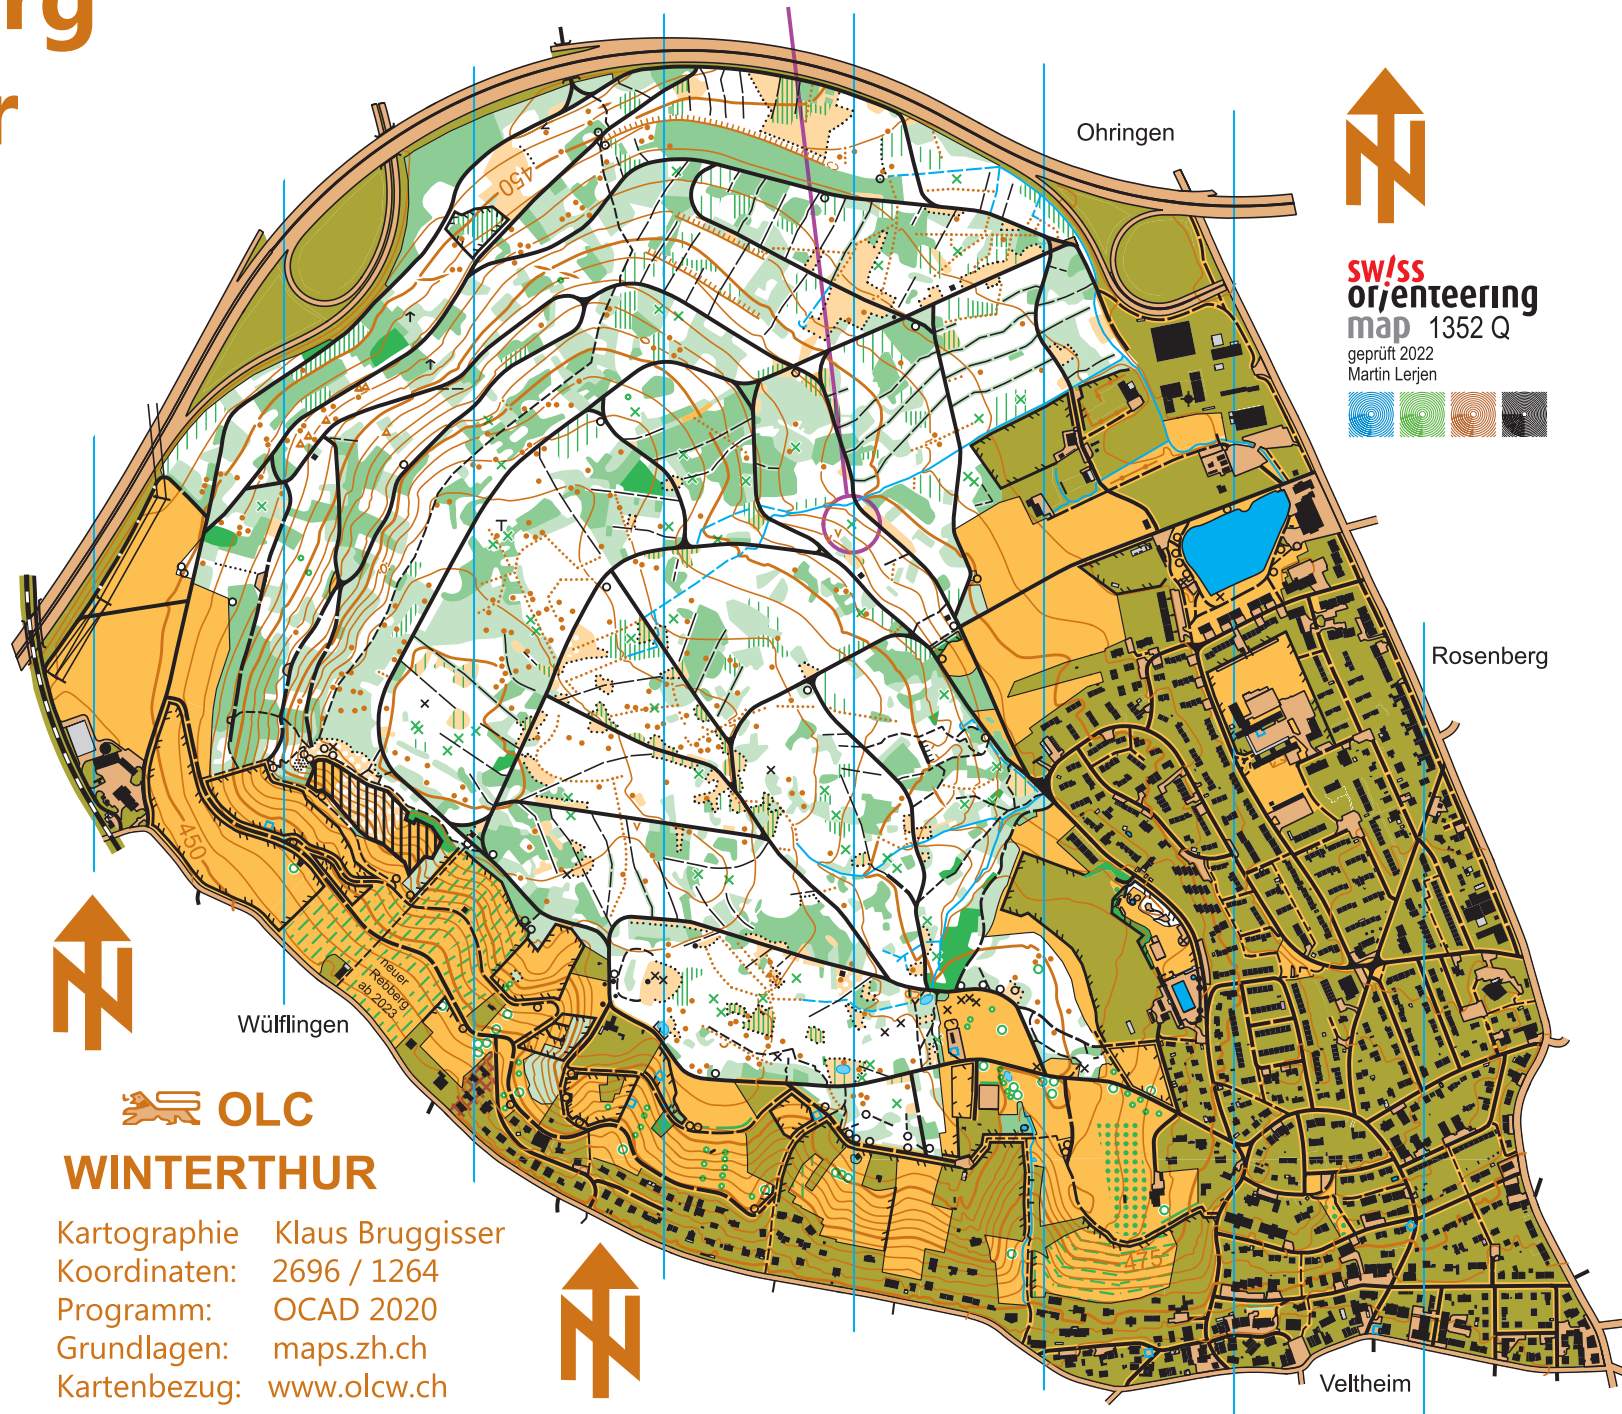 rg
r
Ohringen
450
swiss
orienteering
map 1352 Q
geprüft 2022
Martin Lerjen
Rosenberg
450
neuer
Rebberg
ab 2023
Wülflingen
OLC
WINTERTHUR
Kartographie Klaus Bruggisser
Koordinaten: 2696 / 1264
Programm: OCAD 2020
Grundlagen: maps.zh.ch
Kartenbezug: www.olcw.ch
475
Veltheim